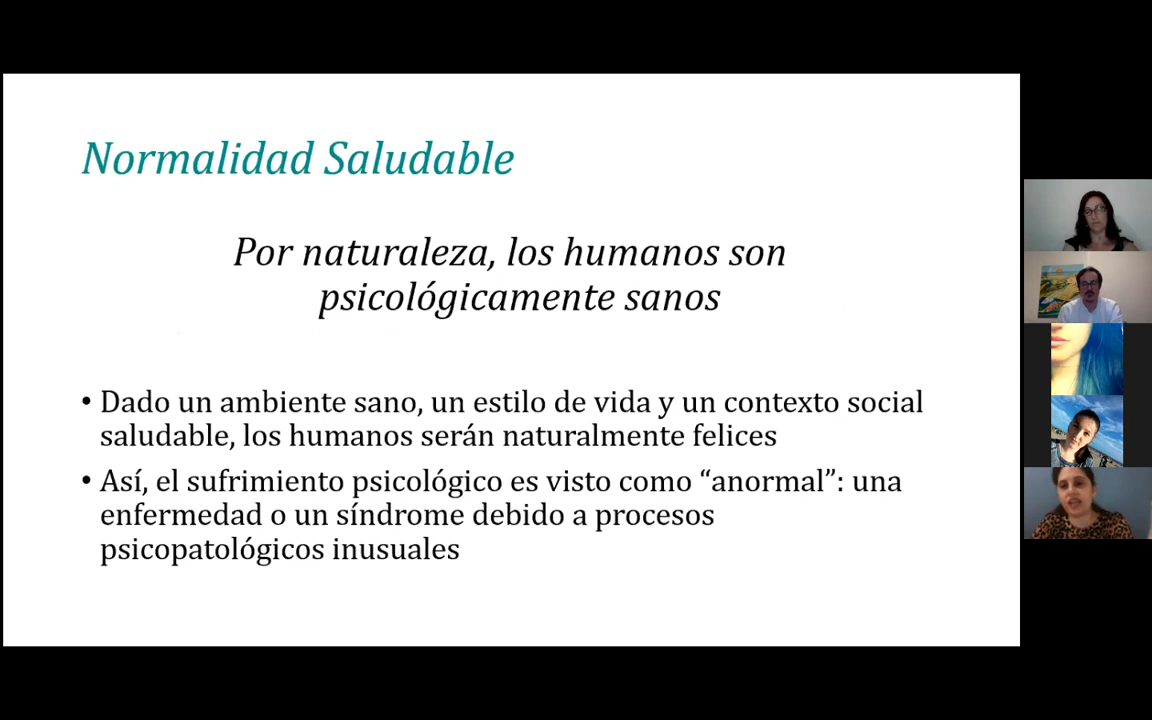 Normalidad Saludable
Por naturaleza, los humanos son
psicológicamente sanos
• Dado un ambiente sano, un estilo de vida y un contexto social
saludable, los humanos serán naturalmente felices
• Así, el sufrimiento psicológico es visto como “anormal”: una
enfermedad o un síndrome debido a procesos
psicopatológicos inusuales